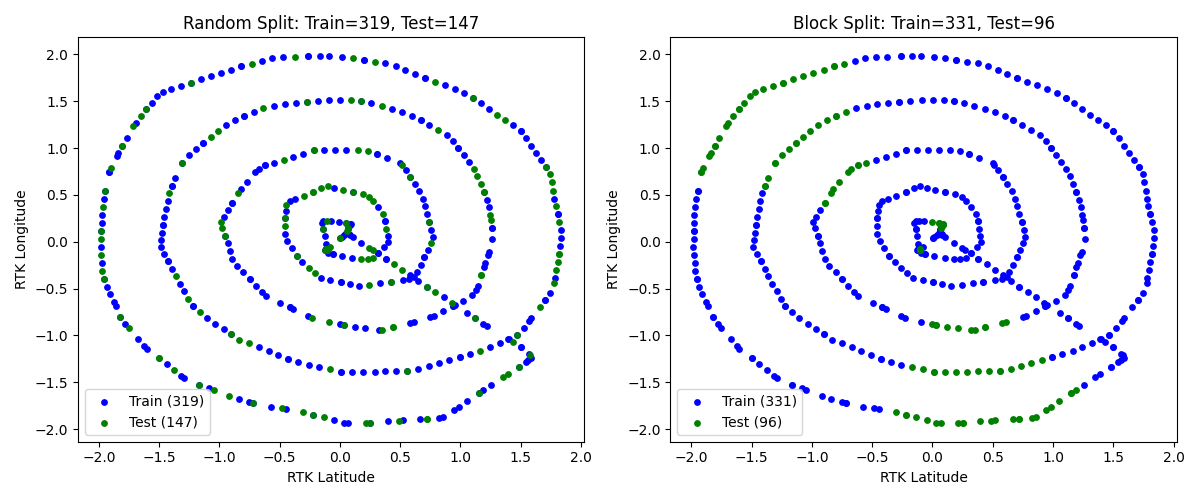 Random Split: Train=319, Test=147
RTK Longitude
2.0
1.5
1.0
0.5
0.0
−0.5
−1.0
−1.5
−2.0
Train (319)
Test (147)
−2.0 −1.5 −1.0 −0.5 0.0 0.5 1.0 1.5 2.0
RTK Latitude
Block Split: Train=331, Test=96
RTK Longitude
2.0
1.5
1.0
0.5
0.0
−0.5
−1.0
−1.5
−2.0
Train (331)
Test (96)
−2.0 −1.5 −1.0 −0.5 0.0 0.5 1.0 1.5 2.0
RTK Latitude